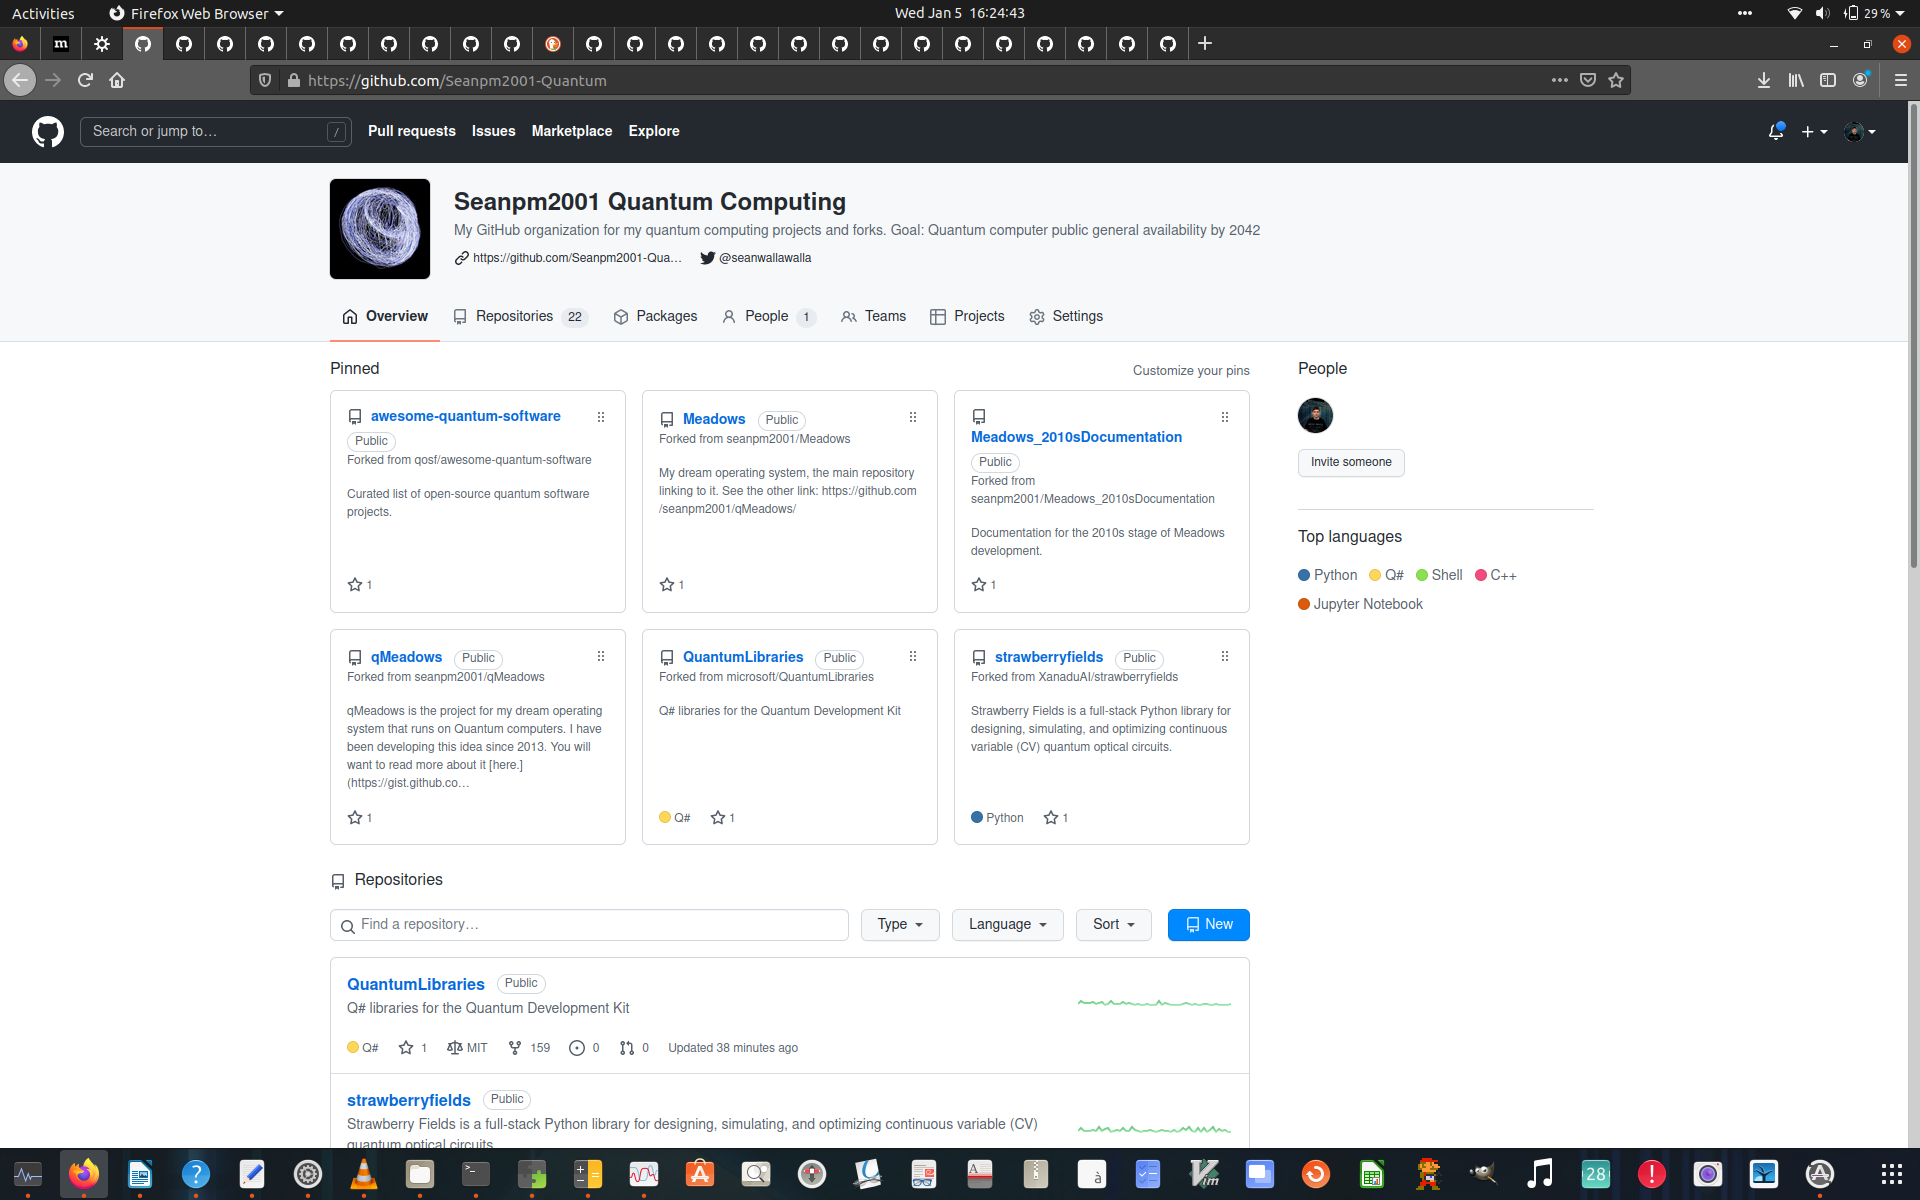 Activities
Firefox Web Browser
Wed Jan 5 16:24:43
29 %
m
https://github.com/Seanpm2001-Quantum
Search or jump to…
/
Pull requests
Issues
Marketplace
Explore
Seanpm2001 Quantum Computing
My GitHub organization for my quantum computing projects and forks. Goal: Quantum computer public general availability by 2042
https://github.com/Seanpm2001-Qua…
@seanwallawalla
Overview
Repositories 22
Packages
People 1
Teams
Projects
Settings
Pinned
Customize your pins
awesome-quantum-software
Public
Forked from qosf/awesome-quantum-software
Curated list of open-source quantum software
projects.
1
Meadows Public
Forked from seanpm2001/Meadows
My dream operating system, the main repository
linking to it. See the other link: https://github.com
/seanpm2001/qMeadows/
1
Meadows_2010sDocumentation
Public
Forked from
seanpm2001/Meadows_2010sDocumentation
Documentation for the 2010s stage of Meadows
development.
1
qMeadows Public
Forked from seanpm2001/qMeadows
qMeadows is the project for my dream operating
system that runs on Quantum computers. I have
been developing this idea since 2013. You will
want to read more about it [here.]
(https://gist.github.co…
1
QuantumLibraries Public
Forked from microsoft/QuantumLibraries
Q# libraries for the Quantum Development Kit
Q# 1
strawberryfields Public
Forked from XanaduAI/strawberryfields
Strawberry Fields is a full-stack Python library for
designing, simulating, and optimizing continuous
variable (CV) quantum optical circuits.
Python 1
People
Invite someone
Top languages
Python Q# Shell C++
Jupyter Notebook
Repositories
Find a repository…
Type
Language
Sort
New
QuantumLibraries Public
Q# libraries for the Quantum Development Kit
Q# 1 MIT 159 0 0 Updated 38 minutes ago
strawberryfields Public
Strawberry Fields is a full-stack Python library for designing, simulating, and optimizing continuous variable (CV)
quantum optical circuits.
28